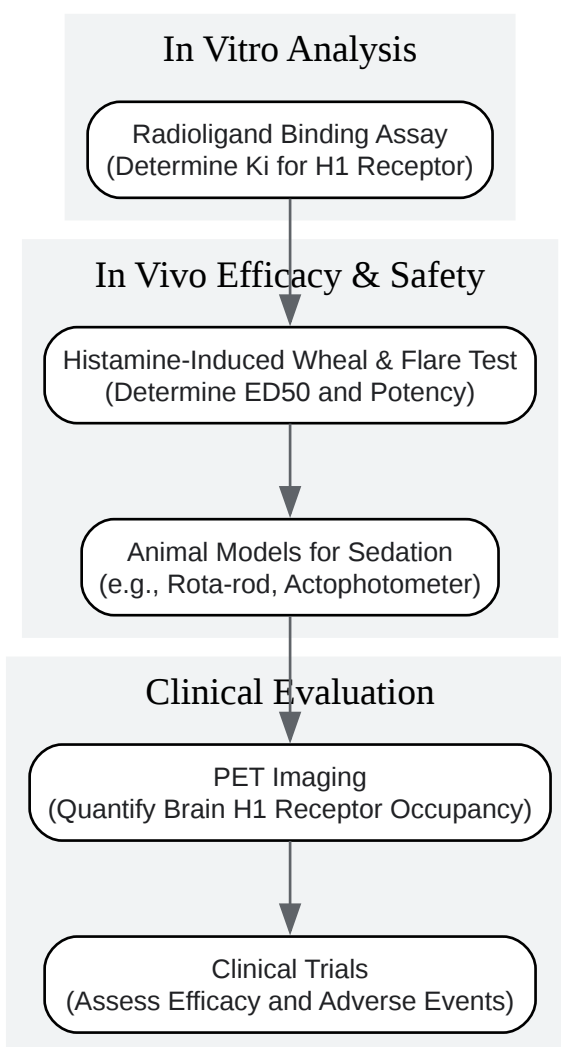 In Vitro Analysis
Radioligand Binding Assay
(Determine Ki for H1 Receptor)
In Vivo Efficacy & Safety
Histamine-Induced Wheal & Flare Test
(Determine ED50 and Potency)
Animal Models for Sedation
(e.g., Rota-rod, Actophotometer)
Clinical Evaluation
PET Imaging
(Quantify Brain H1 Receptor Occupancy)
Clinical Trials
(Assess Efficacy and Adverse Events)